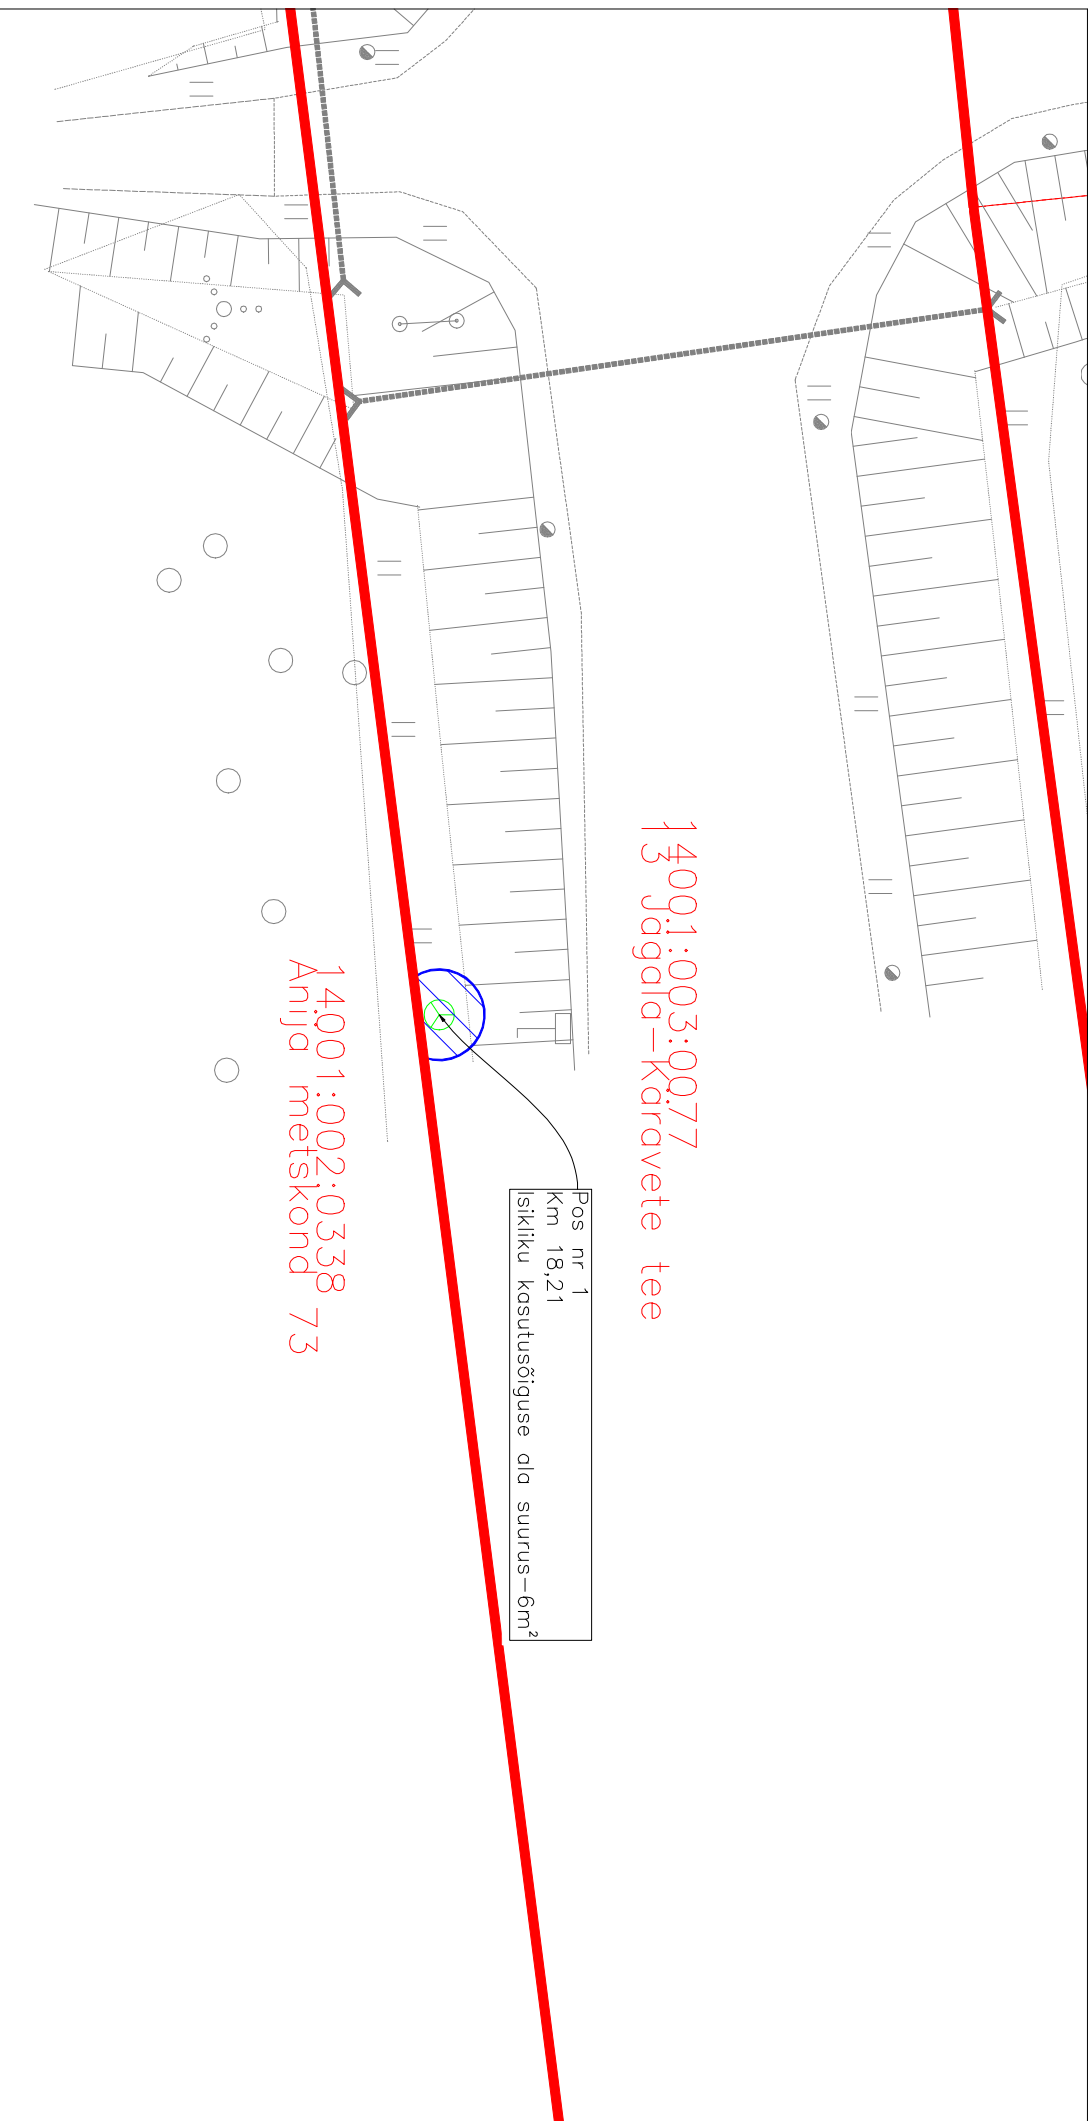 14001:003:0077
13 Jägala-Käravete tee
14001:002:0338
Anija metskond 73
Pos nr 1
Km 18,21
Isikliku kasutusõiguse ala suurus-6m²